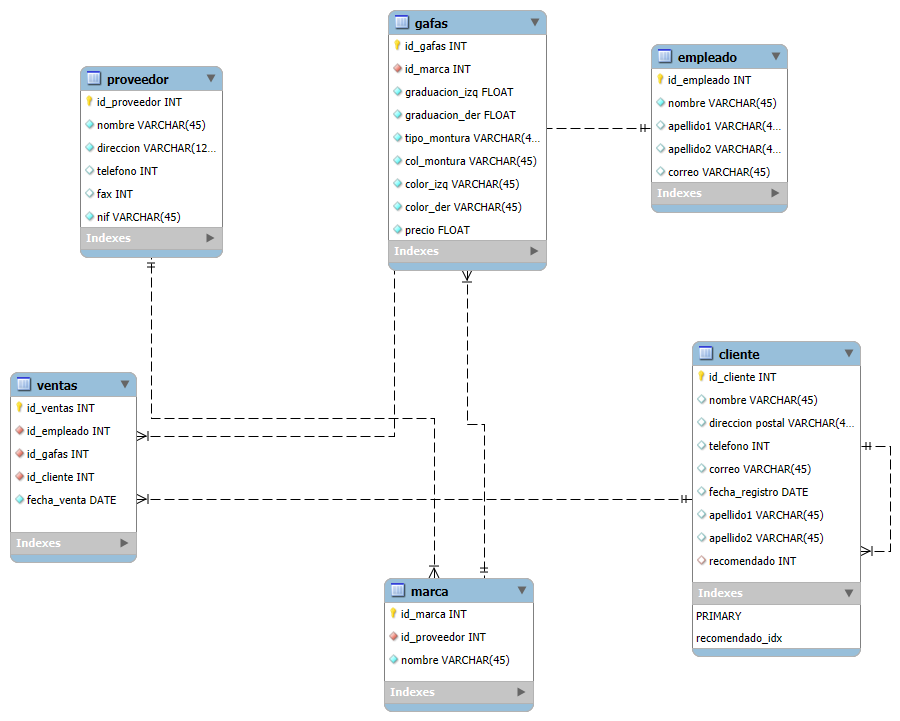 gafas
id_gafas INT
id_marca INT
graduacion_izq FLOAT
graduacion_der FLOAT
tipo_montura VARCHAR(4...
col_montura VARCHAR(45)
color_izq VARCHAR(45)
color_der VARCHAR(45)
precio FLOAT
Indexes
empleado
id_empleado INT
nombre VARCHAR(45)
apellido1 VARCHAR(4...
apellido2 VARCHAR(4...
correo VARCHAR(45)
Indexes
proveedor
id_proveedor INT
nombre VARCHAR(45)
direccion VARCHAR(12...
telefono INT
fax INT
nif VARCHAR(45)
Indexes
cliente
id_cliente INT
nombre VARCHAR(45)
direccion postal VARCHAR(4...
telefono INT
correo VARCHAR(45)
fecha_registro DATE
apellido1 VARCHAR(45)
apellido2 VARCHAR(45)
recomendado INT
Indexes
PRIMARY
recomendado_idx
ventas
id_ventas INT
id_empleado INT
id_gafas INT
id_cliente INT
fecha_venta DATE
Indexes
marca
id_marca INT
id_proveedor INT
nombre VARCHAR(45)
Indexes